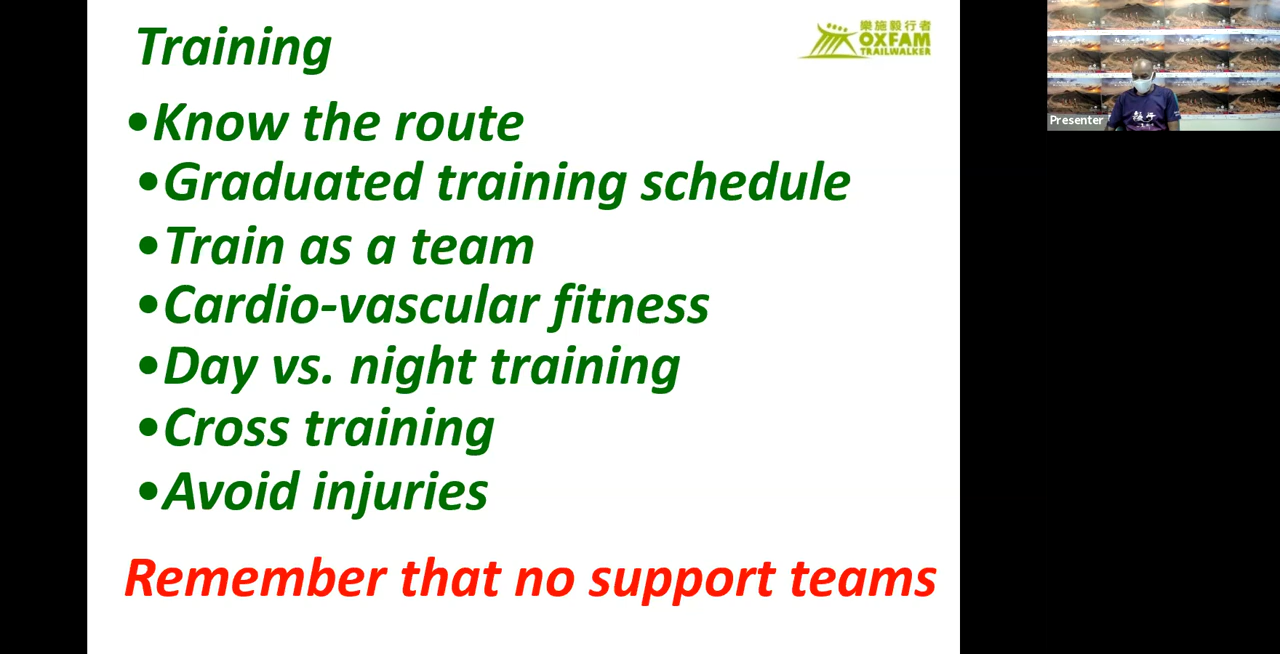 Training
樂施毅行者
OXFAM
TRAILWALKER
•Know the route
•Graduated training schedule
•Train as a team
•Cardio-vascular fitness
•Day vs. night training
•Cross training
•Avoid injuries
Remember that no support teams
Presenter